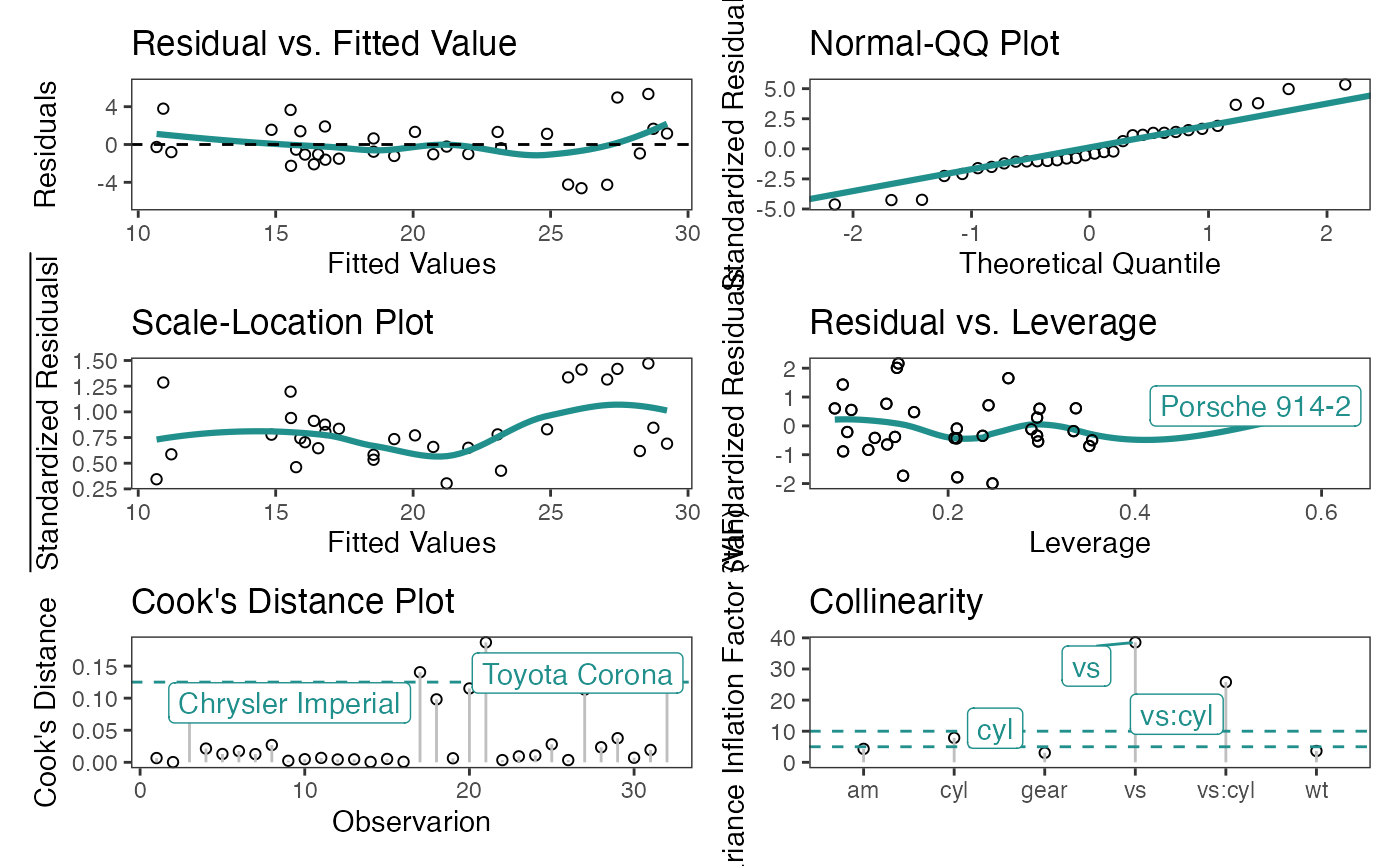 Residual vs. Fitted Value
Residuals
4
0
-4
10
15
20
25
30
Fitted Values
Normal-QQ Plot
Standardized Residual
5.0
2.5
0.0
-2.5
-5.0
-2
-1
0
1
2
Theoretical Quantile
Scale-Location Plot
|Standardized Residuals|
1.50
1.25
1.00
0.75
0.50
0.25
10
15
20
25
30
Fitted Values
Residual vs. Leverage
Standardized Residuals
2
1
0
-1
-2
Porsche 914-2
0.2
0.4
0.6
Leverage
Cook's Distance Plot
Cook's Distance
0.15
0.10
0.05
0.00
Chrysler Imperial
Toyota Corona
0
10
20
30
Observarion
Collinearity
riance Inflation Factor (VIF)
40
30
20
10
0
vs
vs:cyl
cyl
am
cyl
gear
vs
vs:cyl
wt